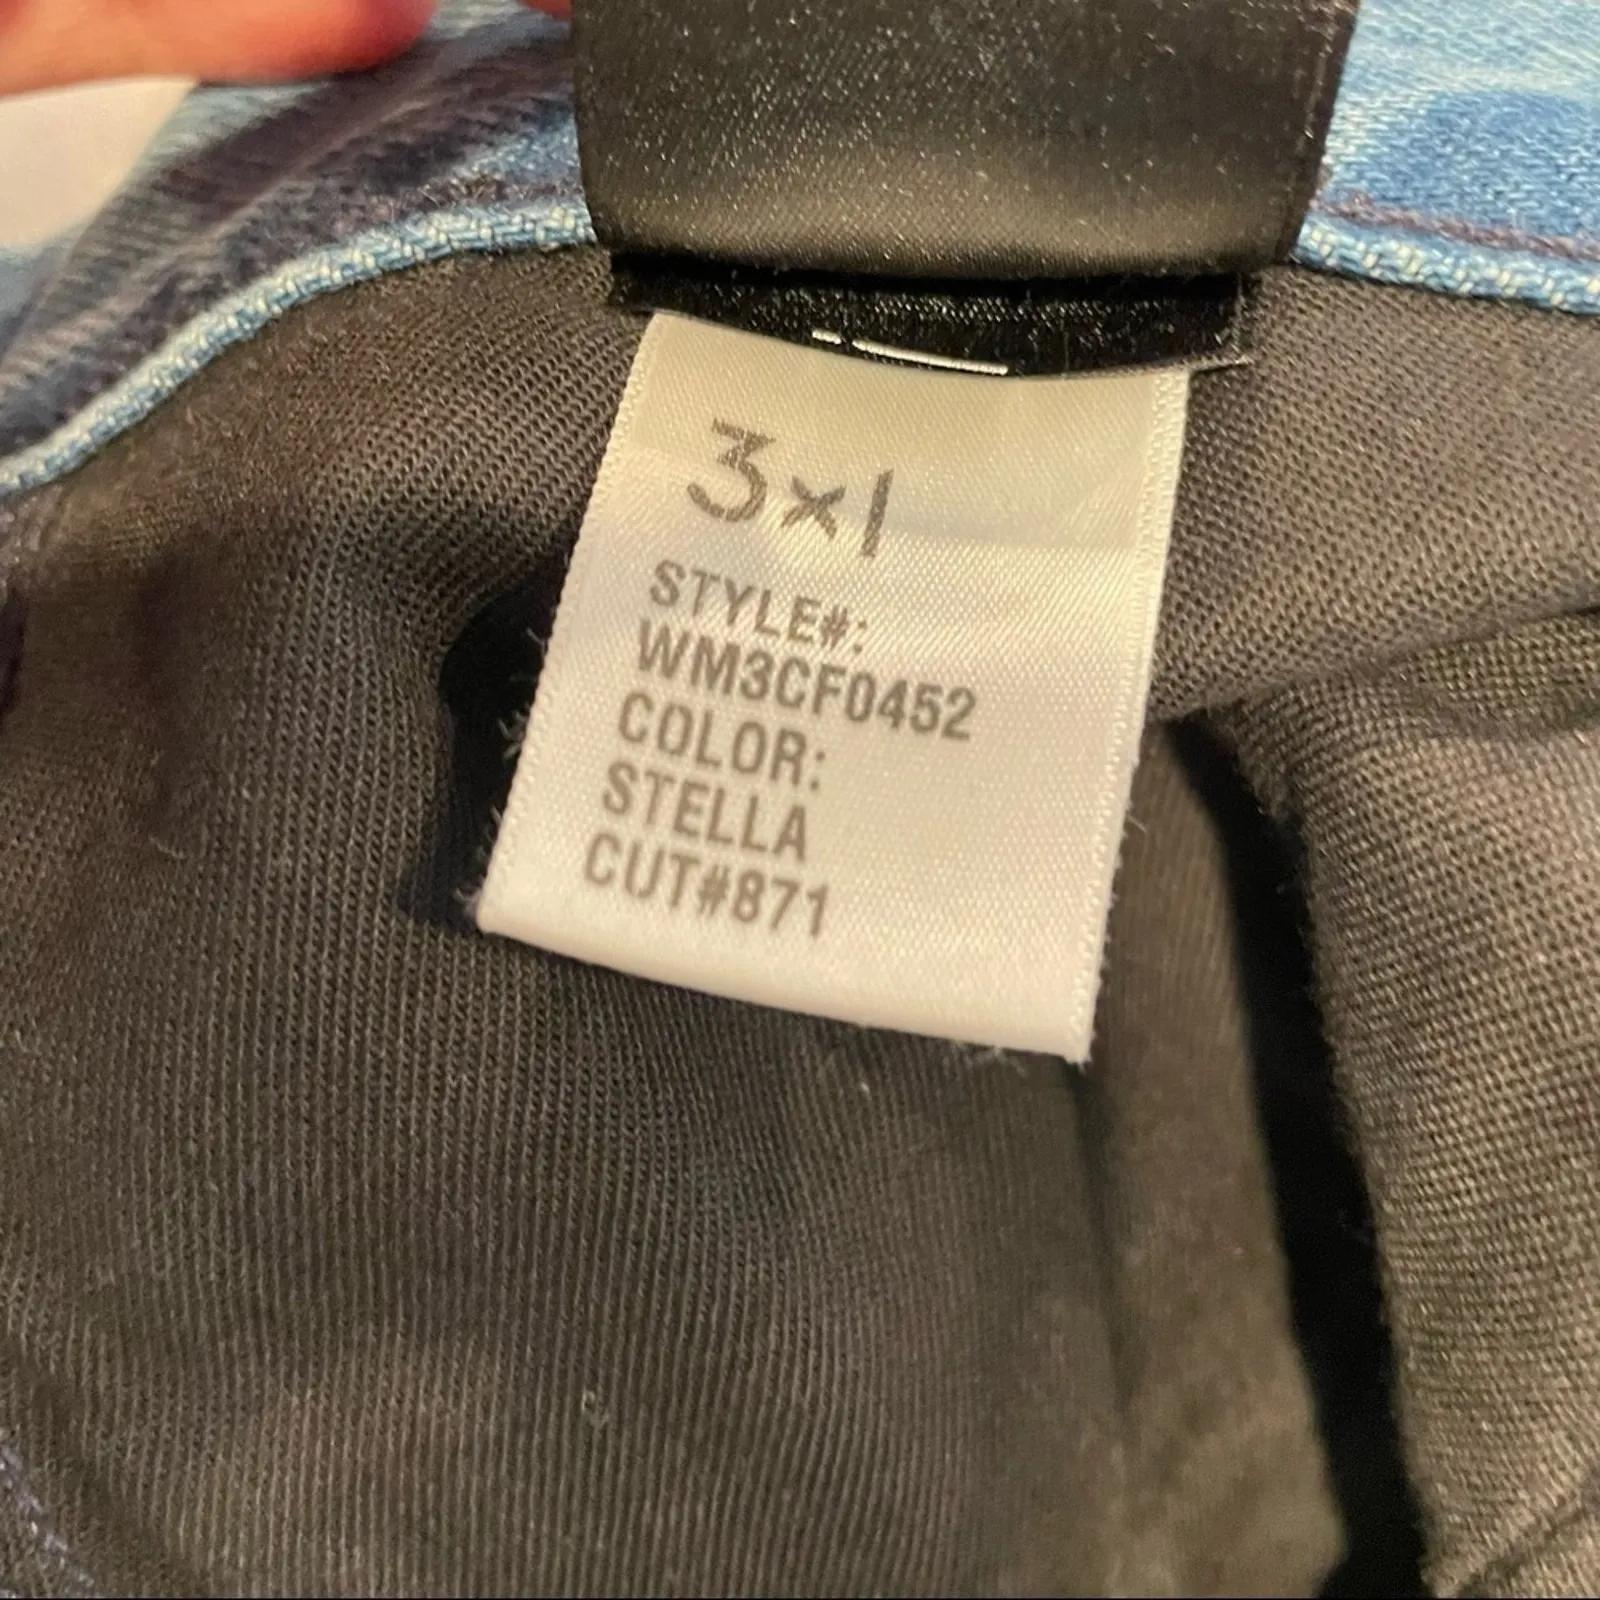 3x1
STYLE#:
WM3CF0452
COLOR:
STELLA
CUT#871